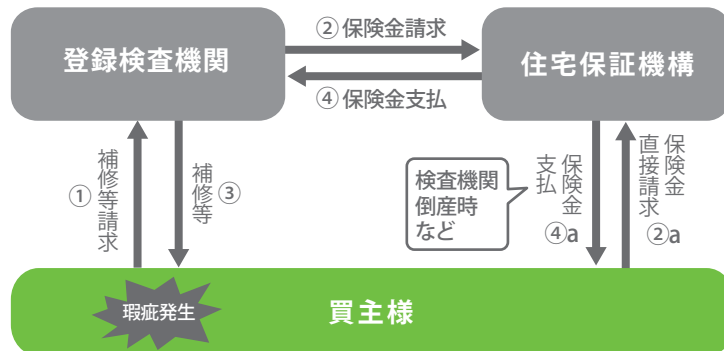 ② 保険金請求
登録検査機関
住宅保証機構
④ 保険金支払
① 補修等請求
補修等 ③
検査機関
倒産時
など
保険金
支払
④a
保険金
直接請求
②a
瑕疵発生
買主様